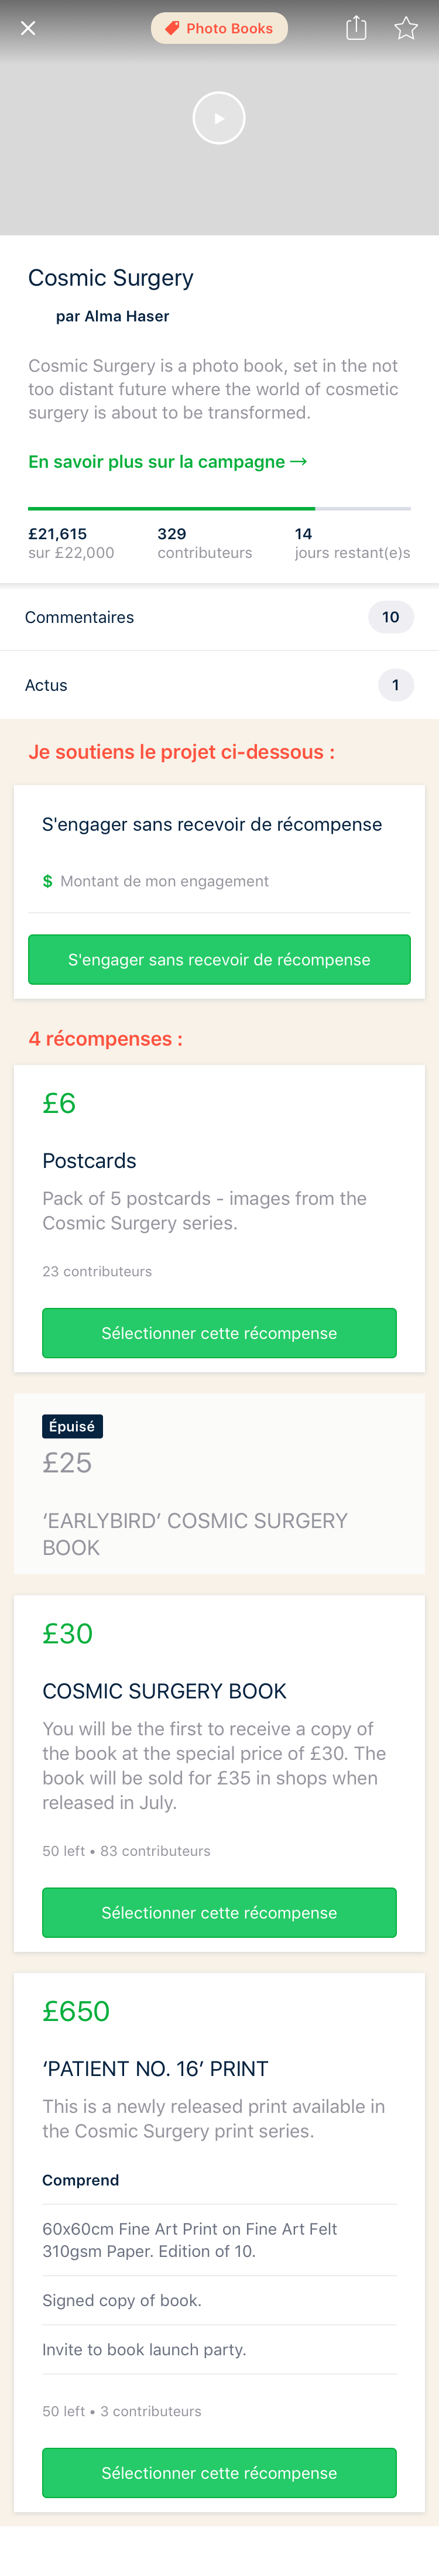 Photo Books
Cosmic Surgery
par Alma Haser
Cosmic Surgery is a photo book, set in the not
too distant future where the world of cosmetic
surgery is about to be transformed.
En savoir plus sur la campagne →
£21,615 329 14
sur £22,000 contributeurs jours restant(e)s
Commentaires 10
Actus 1
Je soutiens le projet ci-dessous :
S'engager sans recevoir de récompense
$ Montant de mon engagement
S'engager sans recevoir de récompense
4 récompenses :
£6
Postcards
Pack of 5 postcards - images from the
Cosmic Surgery series.
23 contributeurs
Sélectionner cette récompense
Épuisé
£25
‘EARLYBIRD’ COSMIC SURGERY
BOOK
£30
COSMIC SURGERY BOOK
You will be the first to receive a copy of
the book at the special price of £30. The
book will be sold for £35 in shops when
released in July.
50 left • 83 contributeurs
Sélectionner cette récompense
£650
‘PATIENT NO. 16’ PRINT
This is a newly released print available in
the Cosmic Surgery print series.
Comprend
60x60cm Fine Art Print on Fine Art Felt
310gsm Paper. Edition of 10.
Signed copy of book.
Invite to book launch party.
50 left • 3 contributeurs
Sélectionner cette récompense